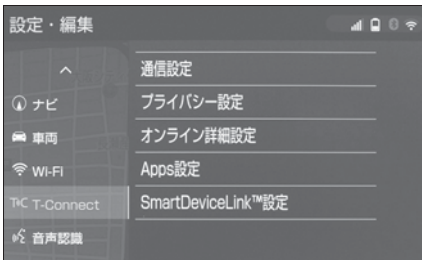 設定・編集
ナビ
車両
Wi-Fi
T-Connect
音声認識
通信設定
プライバシー設定
オンライン詳細設定
Apps設定
SmartDeviceLink™設定